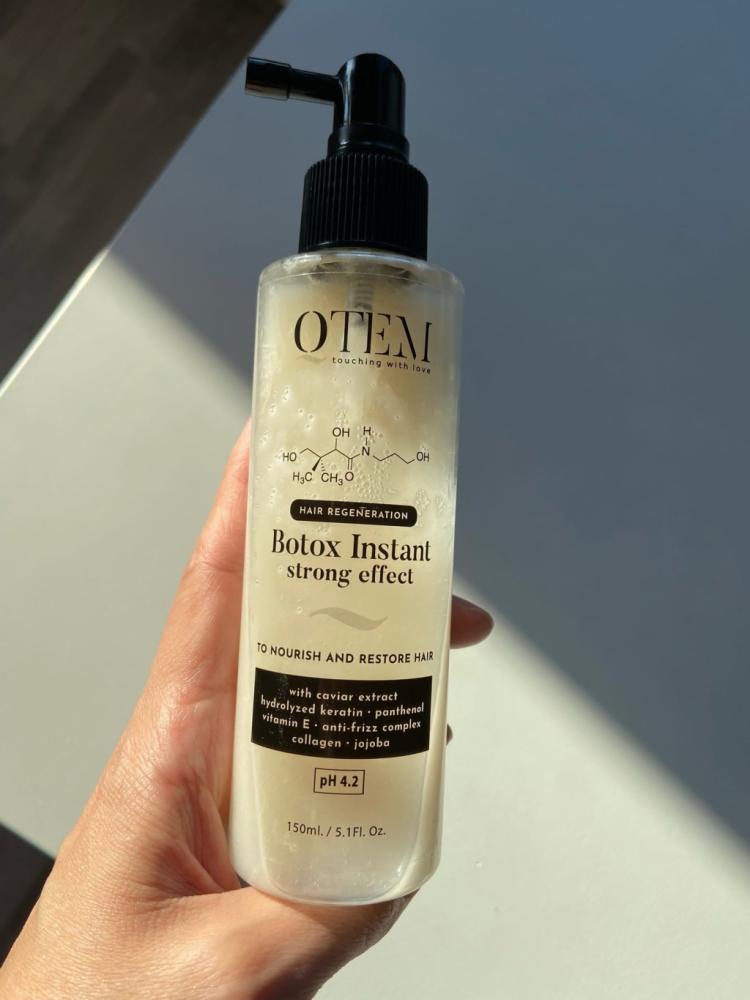 QTEM
touching with love
OH H
HO N OH
H₃C CH₃ O
HAIR REGENERATION
Botox Instant
strong effect
TO NOURISH AND RESTORE HAIR
with caviar extract
hydrolyzed keratin · panthenol
vitamin E · anti-frizz complex
collagen · jojoba
pH 4.2
150ml. / 5.1Fl. Oz.